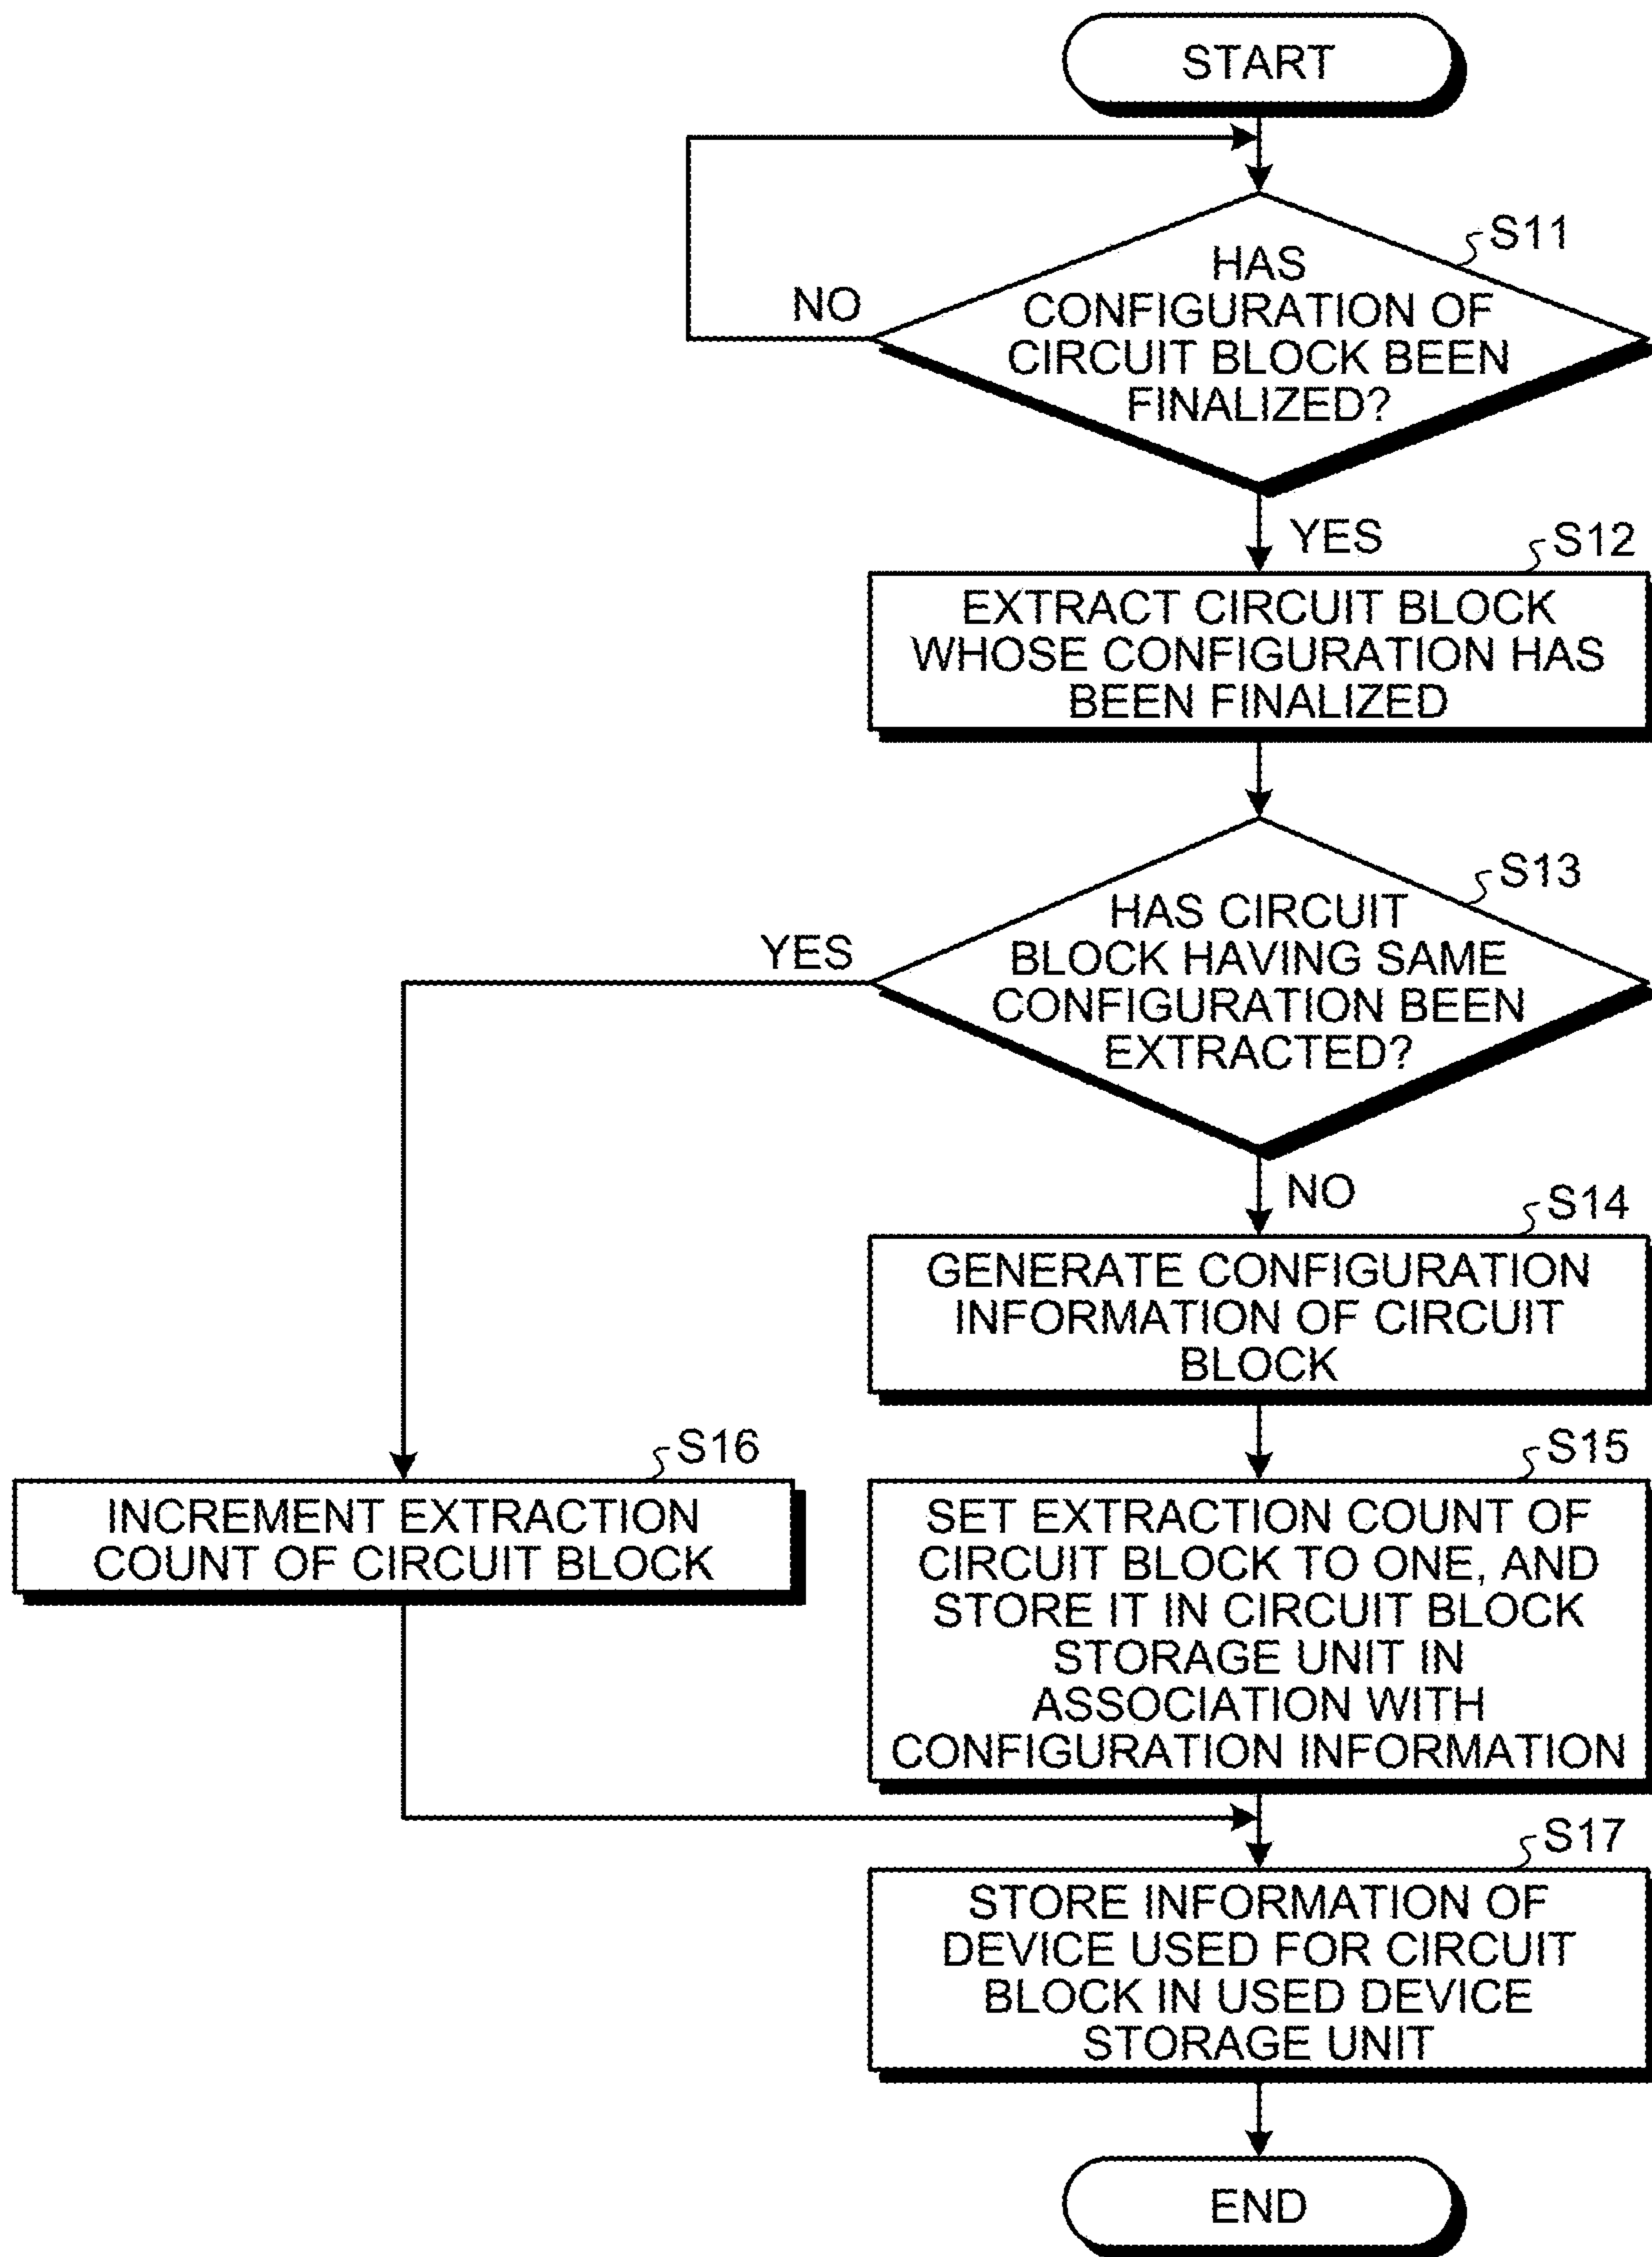 START
S11
HAS
CONFIGURATION OF
CIRCUIT BLOCK BEEN
FINALIZED?
NO
YES
S12
EXTRACT CIRCUIT BLOCK
WHOSE CONFIGURATION HAS
BEEN FINALIZED
S13
HAS CIRCUIT
BLOCK HAVING SAME
CONFIGURATION BEEN
EXTRACTED?
YES
NO
S14
GENERATE CONFIGURATION
INFORMATION OF CIRCUIT
BLOCK
S16
INCREMENT EXTRACTION
COUNT OF CIRCUIT BLOCK
S15
SET EXTRACTION COUNT OF
CIRCUIT BLOCK TO ONE, AND
STORE IT IN CIRCUIT BLOCK
STORAGE UNIT IN
ASSOCIATION WITH
CONFIGURATION INFORMATION
S17
STORE INFORMATION OF
DEVICE USED FOR CIRCUIT
BLOCK IN USED DEVICE
STORAGE UNIT
END